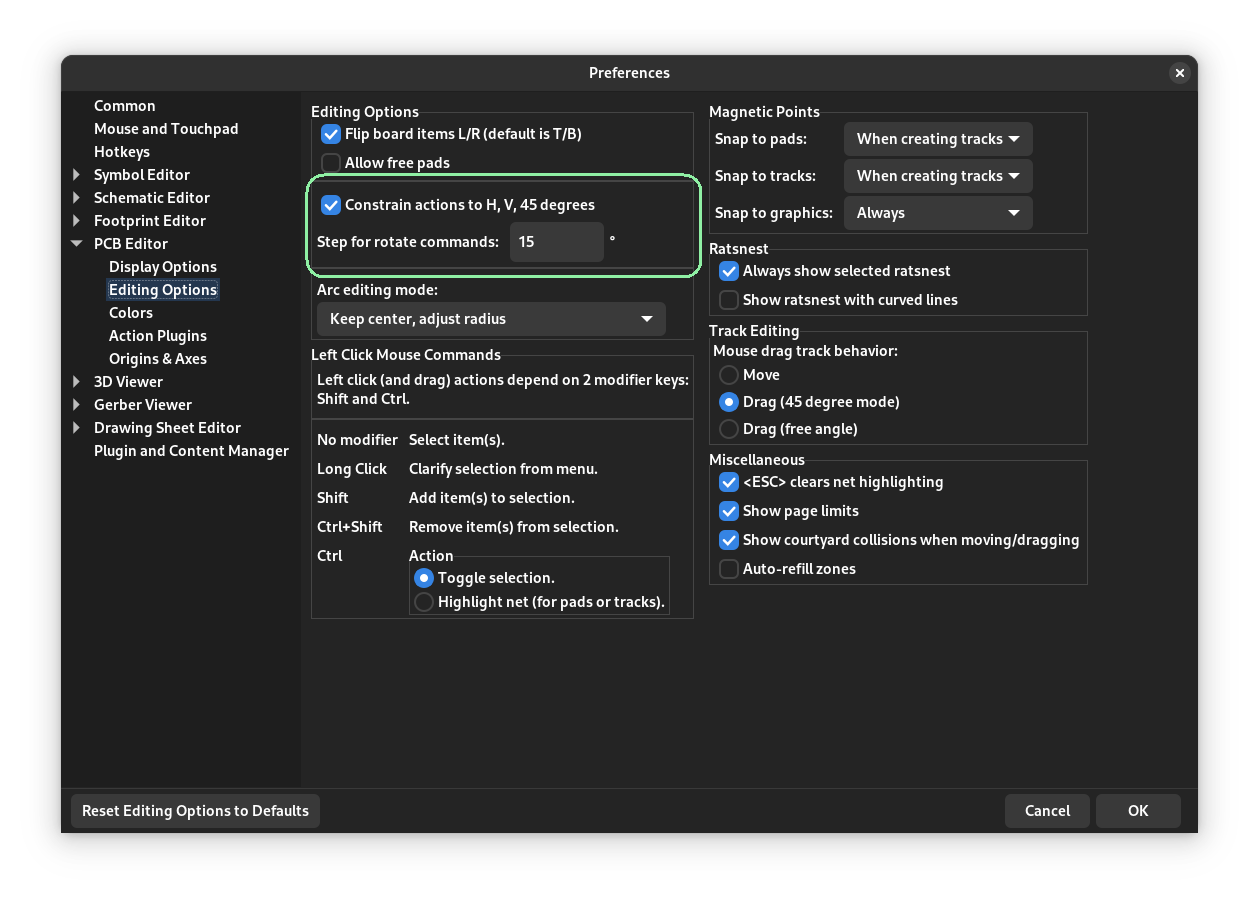 Preferences
Common
Mouse and Touchpad
Hotkeys
Symbol Editor
Schematic Editor
Footprint Editor
PCB Editor
Display Options
Editing Options
Colors
Action Plugins
Origins & Axes
3D Viewer
Gerber Viewer
Drawing Sheet Editor
Plugin and Content Manager
Editing Options
Flip board items L/R (default is T/B)
Allow free pads
Constrain actions to H, V, 45 degrees
Step for rotate commands: 15 °
Arc editing mode:
Keep center, adjust radius
Left Click Mouse Commands
Left click (and drag) actions depend on 2 modifier keys:
Shift and Ctrl.
No modifier Select item(s).
Long Click Clarify selection from menu.
Shift Add item(s) to selection.
Ctrl+Shift Remove item(s) from selection.
Ctrl Action
Toggle selection.
Highlight net (for pads or tracks).
Magnetic Points
Snap to pads: When creating tracks
Snap to tracks: When creating tracks
Snap to graphics: Always
Ratsnest
Always show selected ratsnest
Show ratsnest with curved lines
Track Editing
Mouse drag track behavior:
Move
Drag (45 degree mode)
Drag (free angle)
Miscellaneous
<ESC> clears net highlighting
Show page limits
Show courtyard collisions when moving/dragging
Auto-refill zones
Reset Editing Options to Defaults
Cancel
OK